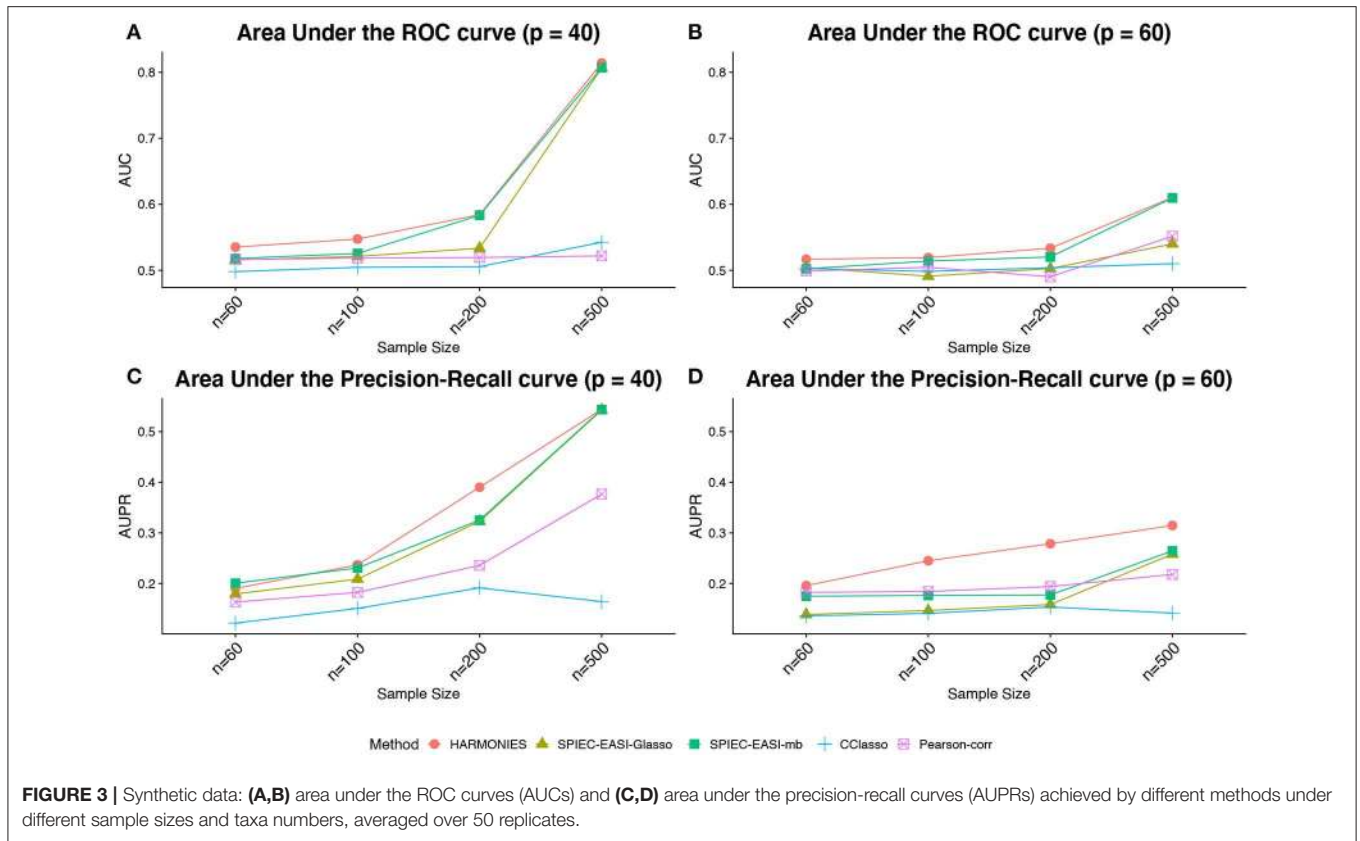 A Area Under the ROC curve (p = 40)
0.8
0.7
0.6
0.5
AUC
n=60
n=100
n=200
n=500
Sample Size
B Area Under the ROC curve (p = 60)
0.8
0.7
0.6
0.5
AUC
n=60
n=100
n=200
n=500
Sample Size
C Area Under the Precision-Recall curve (p = 40)
0.5
0.4
0.3
0.2
AUPR
n=60
n=100
n=200
n=500
Sample Size
D Area Under the Precision-Recall curve (p = 60)
0.5
0.4
0.3
0.2
AUPR
n=60
n=100
n=200
n=500
Sample Size
Method HARMONIES SPIEC-EASI-Glasso SPIEC-EASI-mb CClasso Pearson-corr
FIGURE 3 | Synthetic data: (A,B) area under the ROC curves (AUCs) and (C,D) area under the precision-recall curves (AUPRs) achieved by different methods under
different sample sizes and taxa numbers, averaged over 50 replicates.